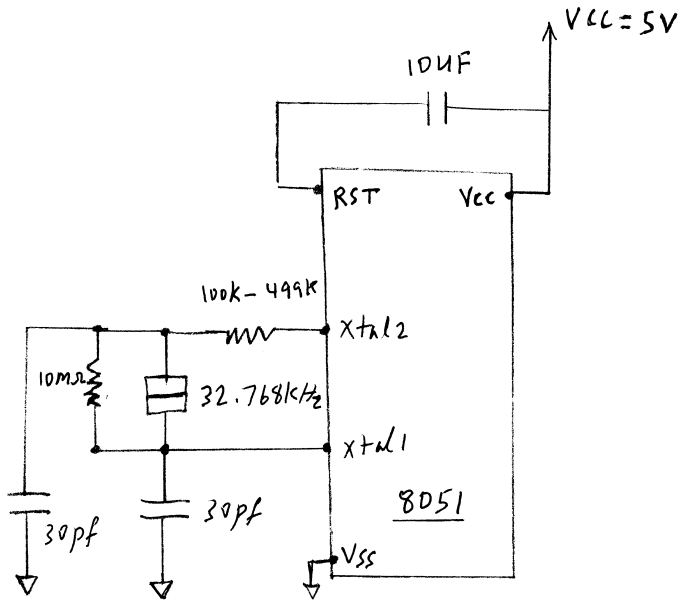 VCC = 5V
10UF
RST
Vcc
100K - 499K
Xtal2
10MΩ
32.768KHz
Xtal1
30pf
30pf
8051
Vss